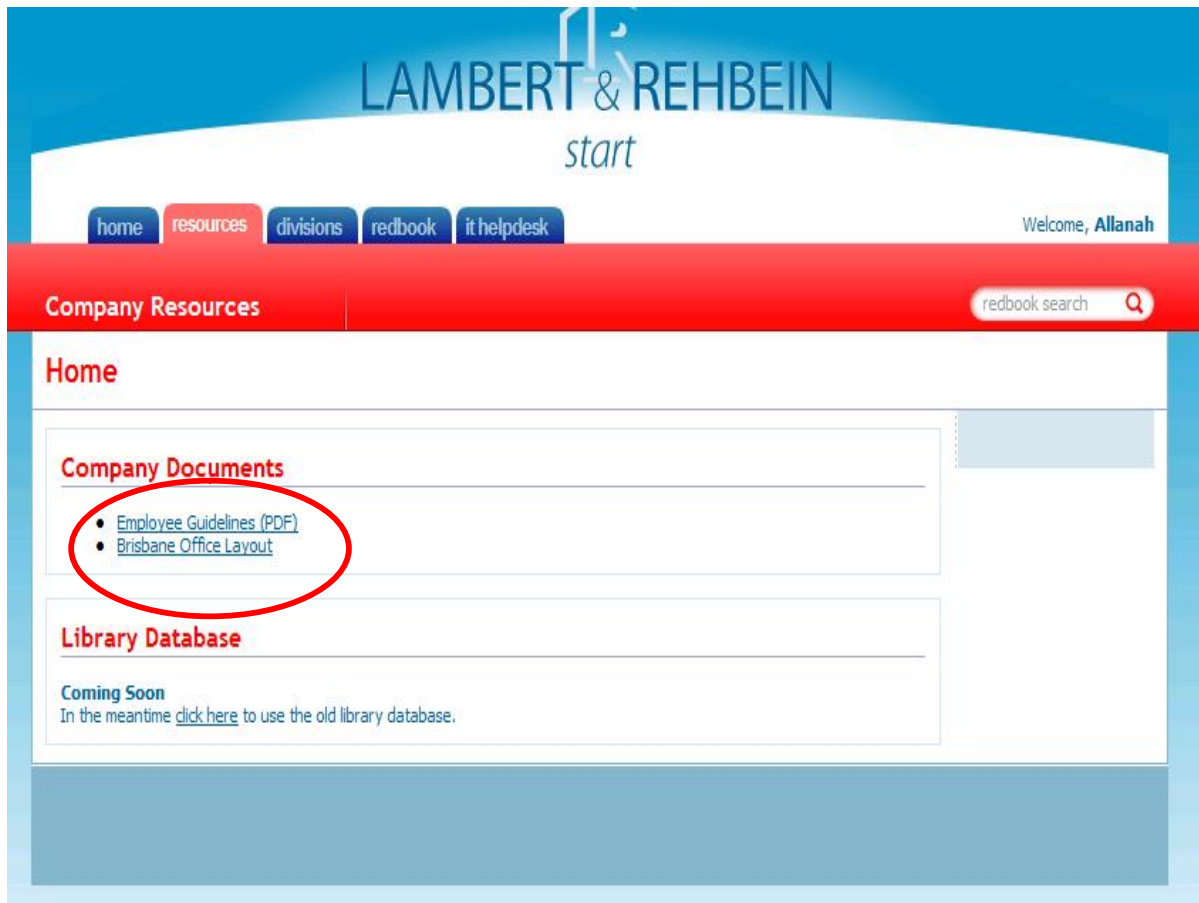 LAMBERT & REHBEIN
start
home resources divisions redbook it helpdesk Welcome, Allanah
Company Resources redbook search
Home
Company Documents
• Employee Guidelines (PDF)
• Brisbane Office Layout
Library Database
Coming Soon
In the meantime click here to use the old library database.